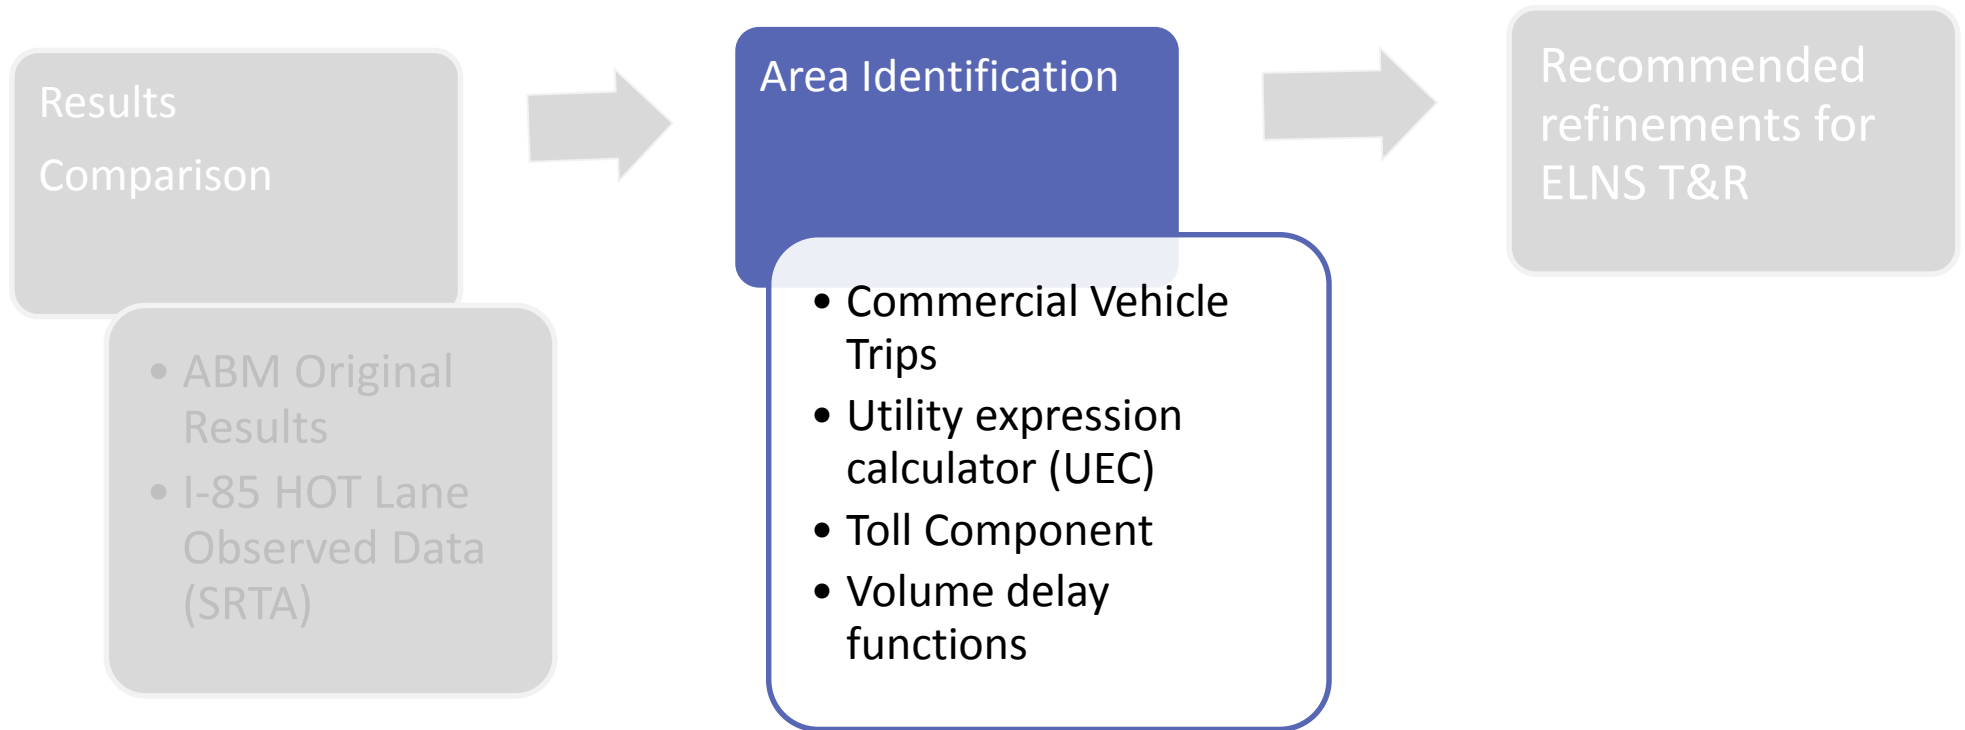 Results
Comparison
• ABM Original
Results
• I-85 HOT Lane
Observed Data
(SRTA)
Area Identification
• Commercial Vehicle
Trips
• Utility expression
calculator (UEC)
• Toll Component
• Volume delay
functions
Recommended
refinements for
ELNS T&R